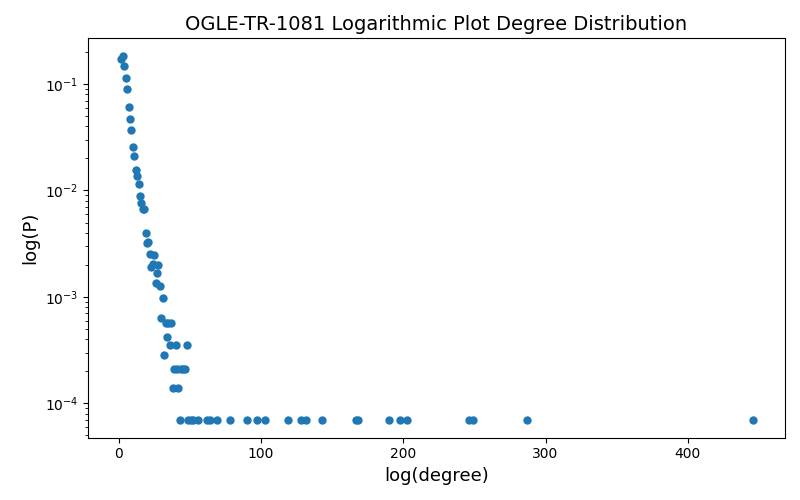 OGLE-TR-1081 Logarithmic Plot Degree Distribution
log(P)
10⁻¹
10⁻²
10⁻³
10⁻⁴
0 100 200 300 400
log(degree)